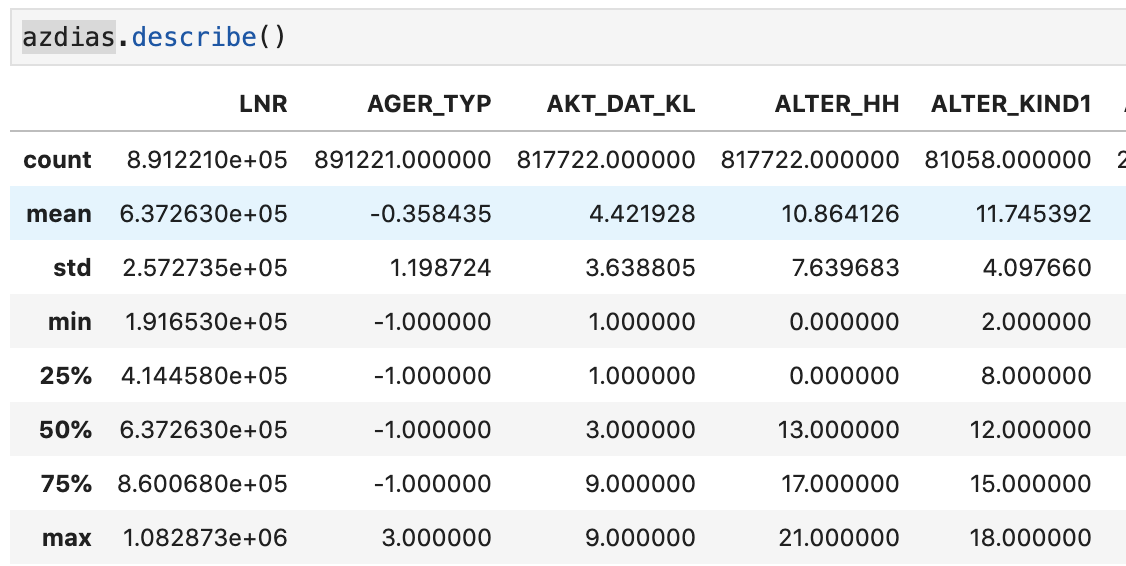 azdias.describe()
LNR AGER_TYP AKT_DAT_KL ALTER_HH ALTER_KIND1
count 8.912210e+05 891221.000000 817722.000000 817722.000000 81058.000000 2
mean 6.372630e+05 -0.358435 4.421928 10.864126 11.745392
std 2.572735e+05 1.198724 3.638805 7.639683 4.097660
min 1.916530e+05 -1.000000 1.000000 0.000000 2.000000
25% 4.144580e+05 -1.000000 1.000000 0.000000 8.000000
50% 6.372630e+05 -1.000000 3.000000 13.000000 12.000000
75% 8.600680e+05 -1.000000 9.000000 17.000000 15.000000
max 1.082873e+06 3.000000 9.000000 21.000000 18.000000